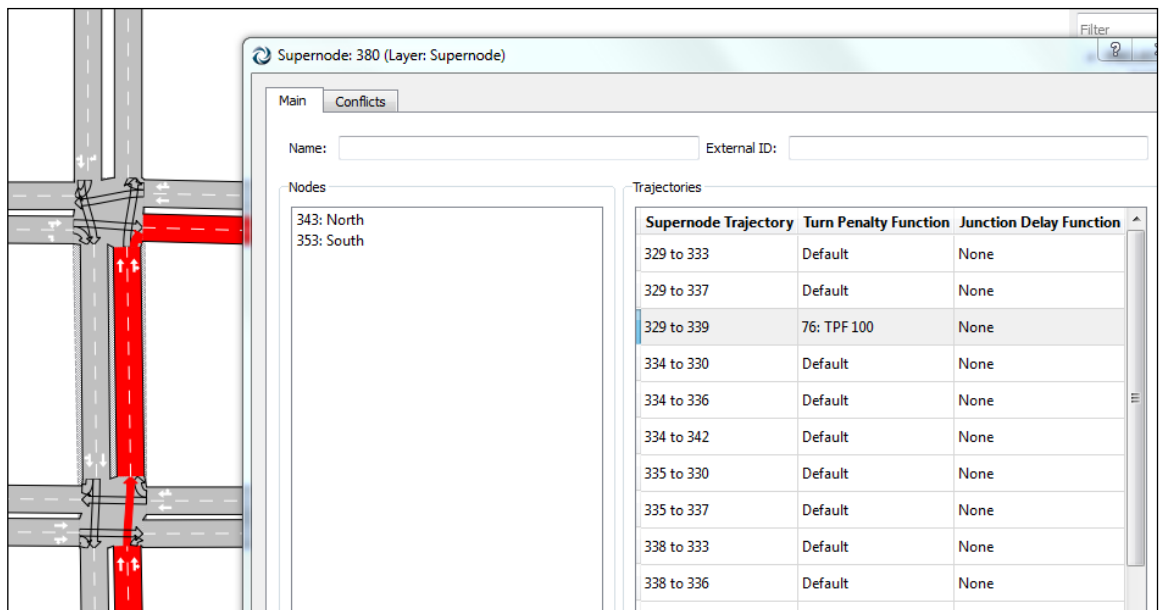 Filter
Supernode: 380 (Layer: Supernode)
?
Main Conflicts
Name: External ID:
Nodes
343: North
353: South
Trajectories
Supernode Trajectory Turn Penalty Function Junction Delay Function
329 to 333 Default None
329 to 337 Default None
329 to 339 76: TPF 100 None
334 to 330 Default None
334 to 336 Default None
334 to 342 Default None
335 to 330 Default None
335 to 337 Default None
338 to 333 Default None
338 to 336 Default None